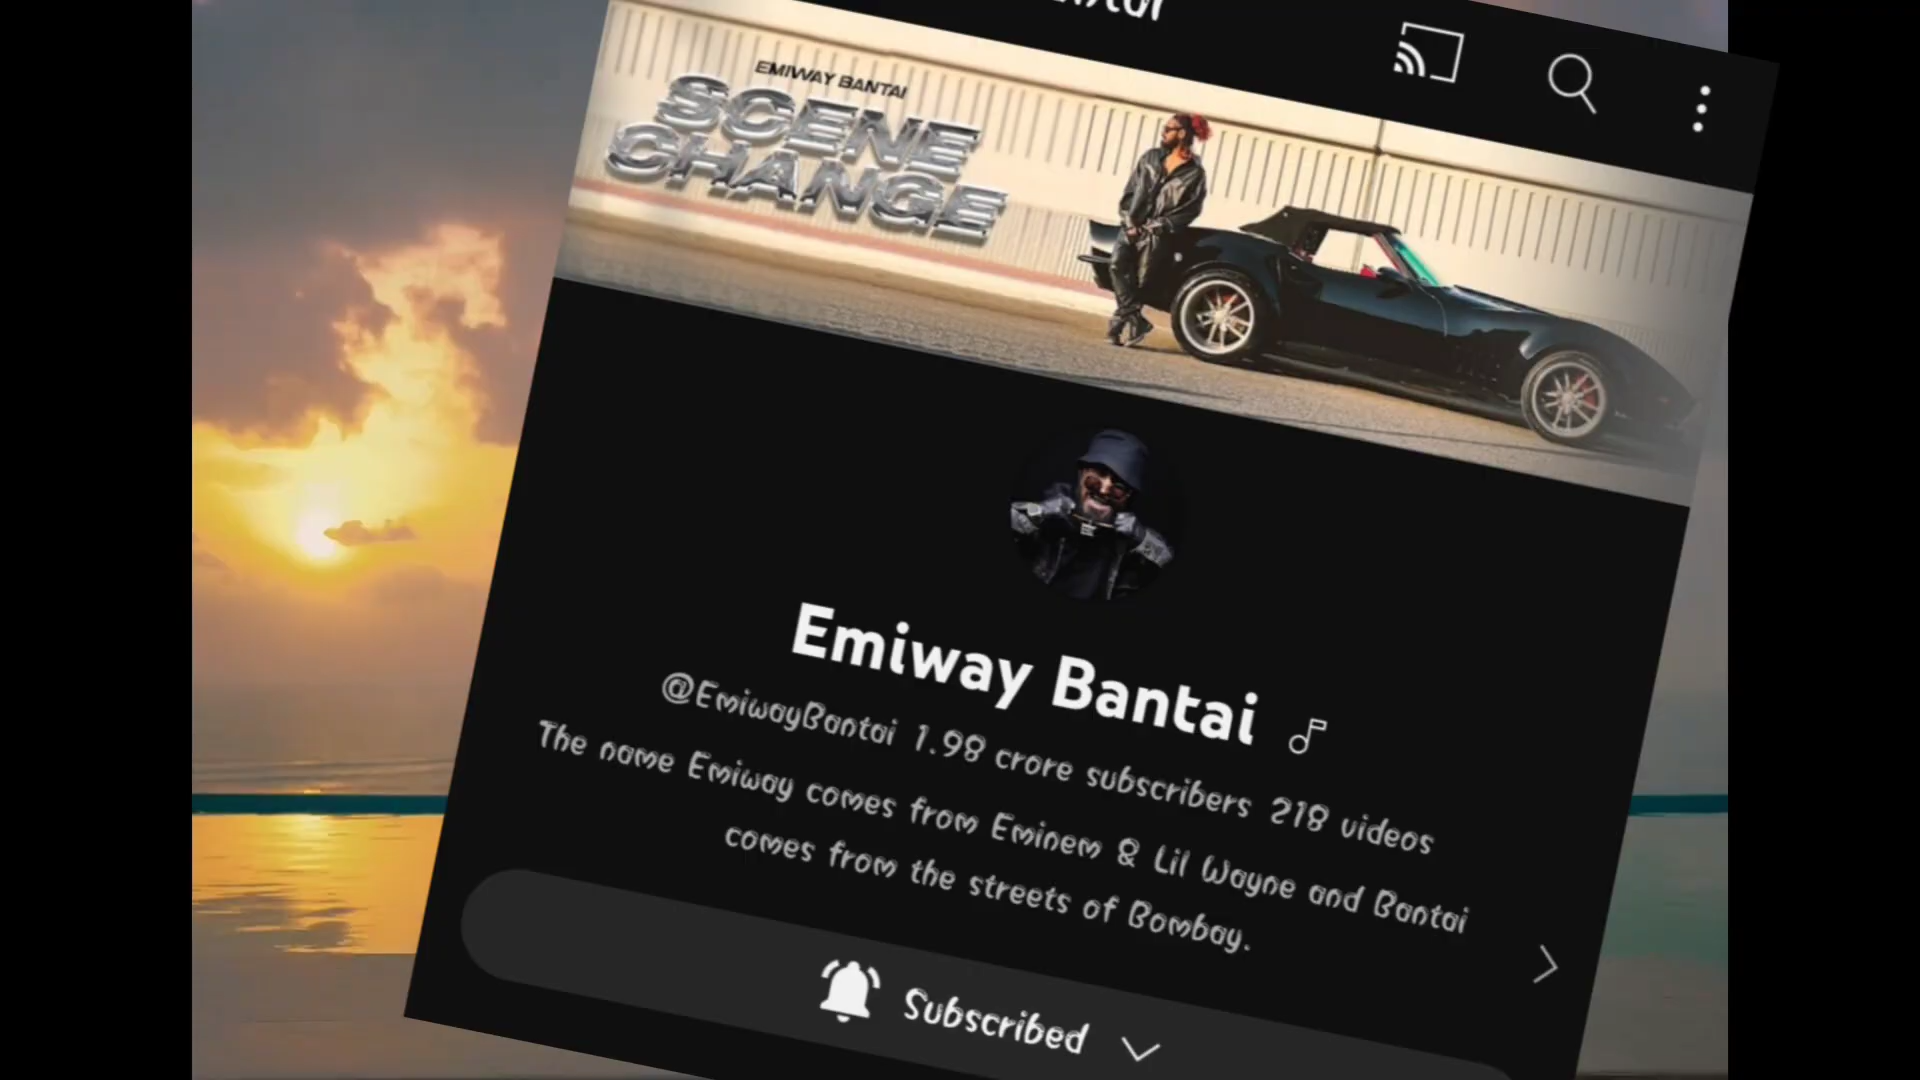 EMIWAY BANTAI
SCENE
CHANGE
Emiway Bantai
@EmiwayBantai 1.98 crore subscribers 218 videos
The name Emiway comes from Eminem & Lil Wayne and Bantai
comes from the streets of Bombay.
Subscribed